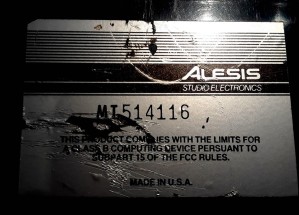 ALESIS
STUDIO ELECTRONICS
MT514116
THIS PRODUCT COMPLIES WITH THE LIMITS FOR
A CLASS B COMPUTING DEVICE PERSUANT TO
SUBPART 15 OF THE FCC RULES.
MADE IN U.S.A.